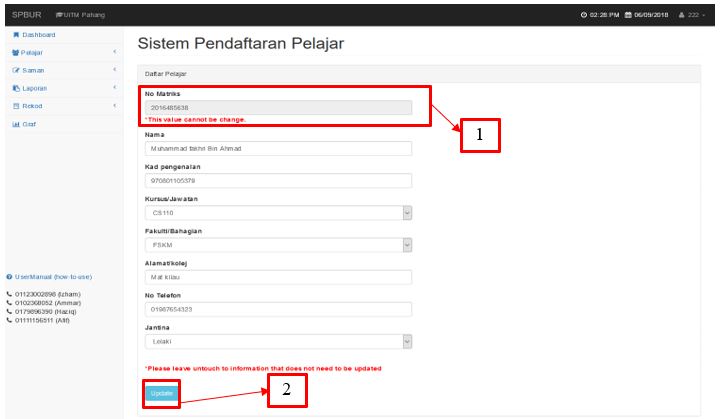 SPBUR UiTM Pahang 02:28 PM 06/09/2018 222
Dashboard
Pelajar
Saman
Laporan
Rekod
Graf
UserManual (how-to-use)
01123002898 (Izham)
0102368052 (Ammar)
0179896390 (Haziq)
01111156511 (Afif)
Sistem Pendaftaran Pelajar
Daftar Pelajar
No Matriks
2016485638
*This value cannot be change.
1
Nama
Muhammad fakhri Bin Ahmad
Kad pengenalan
970801105379
Kursus/Jawatan
CS110
Fakulti/Bahagian
FSKM
Alamat/kolej
Mat kilau
No Telefon
01987654323
Jantina
Lelaki
*Please leave untouch to information that does not need to be updated
Update
2